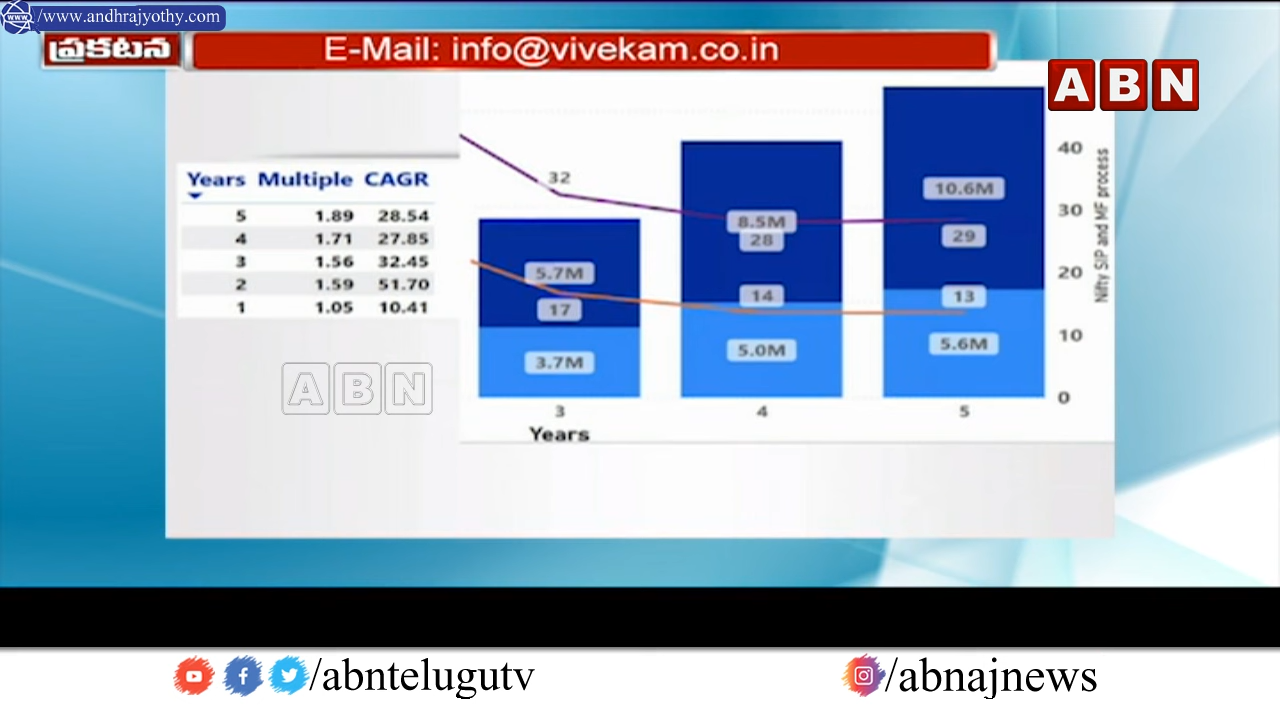 www.
/www.andhrajyothy.com
ప్రకటన
E-Mail: info@vivekam.co.in
ABN
Years Multiple CAGR
5 1.89 28.54
4 1.71 27.85
3 1.56 32.45
2 1.59 51.70
1 1.05 10.41
ABN
32
5.7M
17
3.7M
8.5M
28
14
5.0M
10.6M
29
13
5.6M
40
30
20
10
0
Nifty SIP and MF process
3 4 5
Years
/abntelugutv
/abnajnews